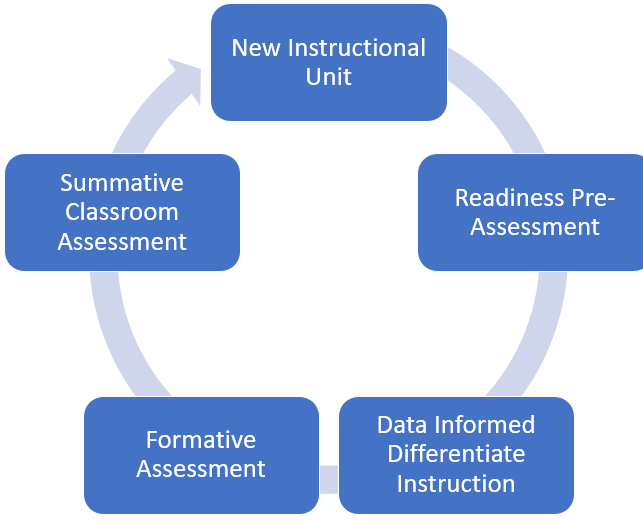 New Instructional
Unit
Readiness Pre-
Assessment
Data Informed
Differentiate
Instruction
Formative
Assessment
Summative
Classroom
Assessment